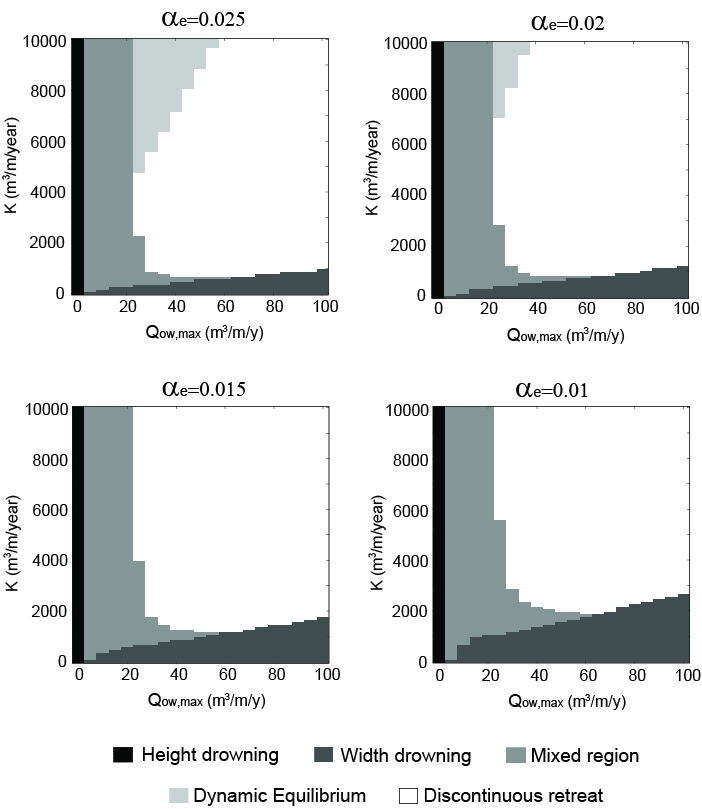 αe=0.025
αe=0.02
10000
8000
6000
4000
2000
0
K (m³/m/year)
0 20 40 60 80 100
Qow,max (m³/m/y)
10000
8000
6000
4000
2000
0
K (m³/m/year)
0 20 40 60 80 100
Qow,max (m³/m/y)
αe=0.015
αe=0.01
10000
8000
6000
4000
2000
0
K (m³/m/year)
0 20 40 60 80 100
Qow,max (m³/m/y)
10000
8000
6000
4000
2000
0
K (m³/m/year)
0 20 40 60 80 100
Qow,max (m³/m/y)
Height drowning Width drowning Mixed region
Dynamic Equilibrium Discontinuous retreat